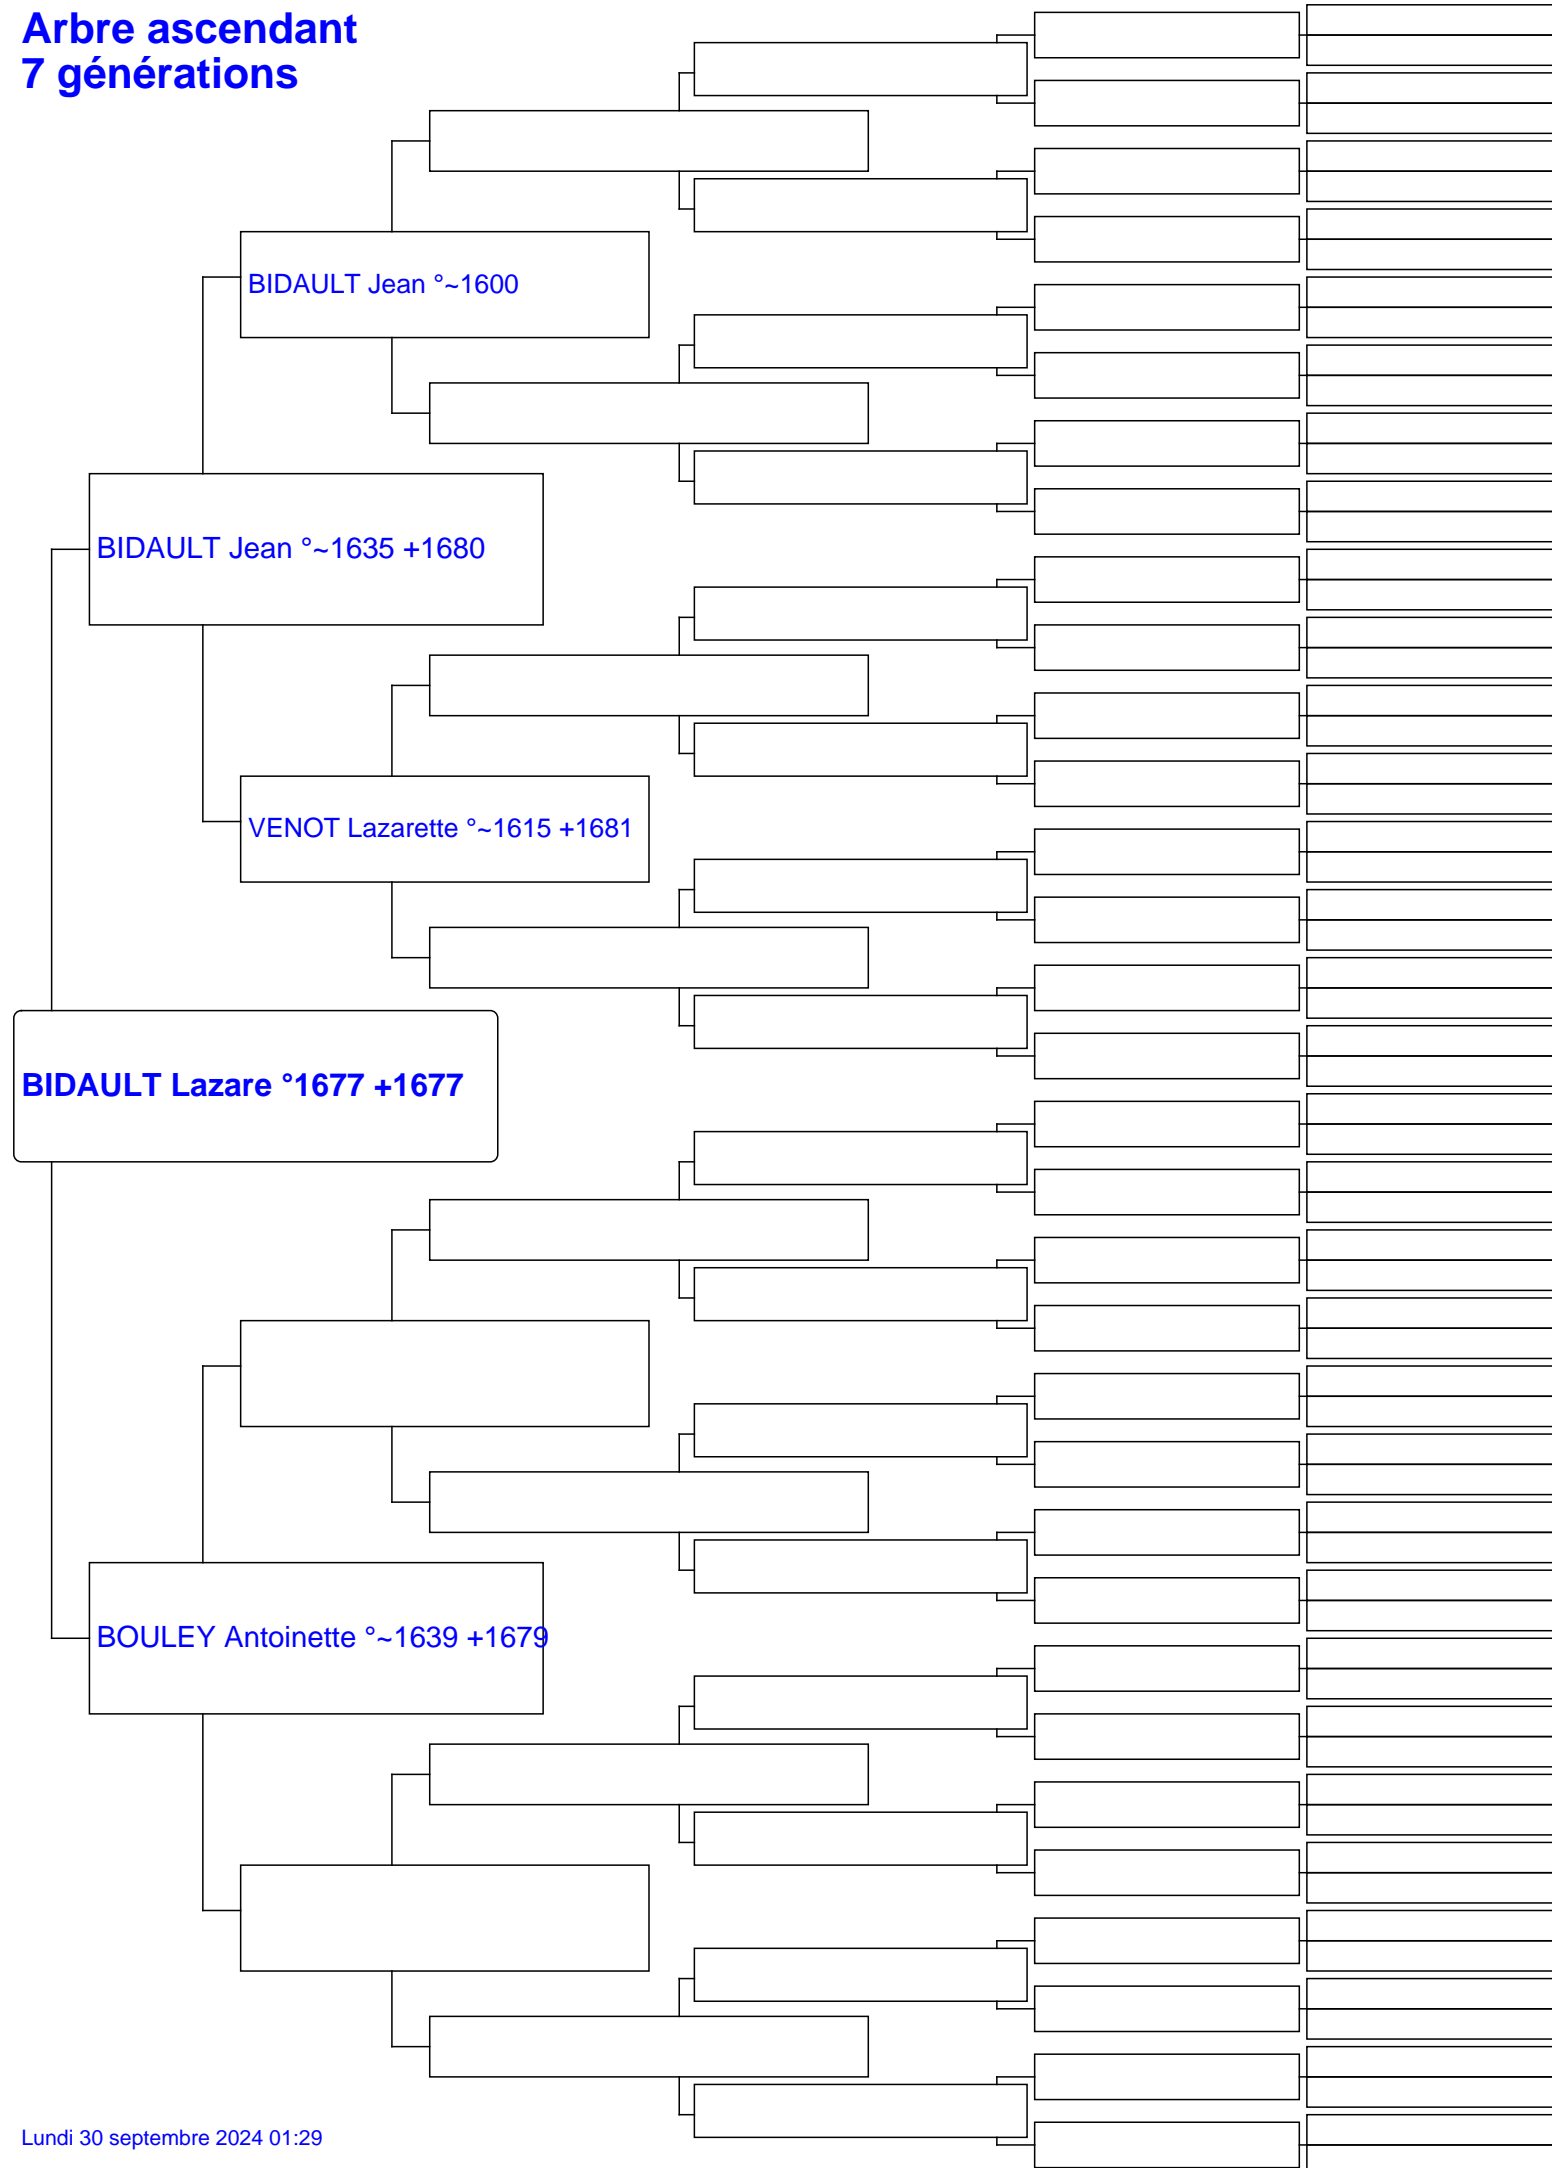 Arbre ascendant
7 générations
BIDAULT Jean °~1600
BIDAULT Jean °~1635 +1680
VENOT Lazarette °~1615 +1681
BIDAULT Lazare °1677 +1677
BOULEY Antoinette °~1639 +1679
Lundi 30 septembre 2024 01:29